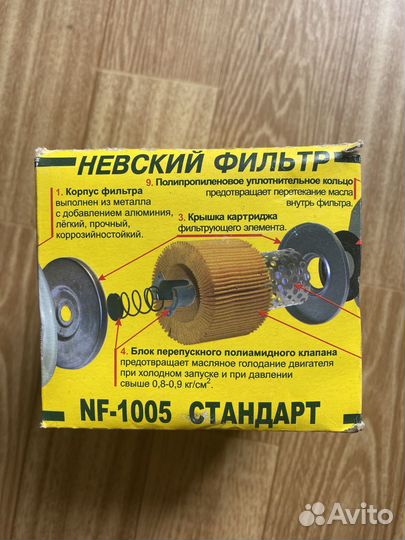 НЕВСКИЙ ФИЛЬТР
9. Полипропиленовое уплотнительное кольцо
предотвращает перетекание масла
внутрь фильтра.
1. Корпус фильтра
выполнен из металла
с добавлением алюминия,
лёгкий, прочный,
коррозийностойкий.
3. Крышка картриджа
фильтрующего элемента.
4. Блок перепускного полиамидного клапана
предотвращает масляное голодание двигателя
при холодном запуске и при давлении
свыше 0,8-0,9 кг/см².
NF-1005 СТАНДАРТ
Avito